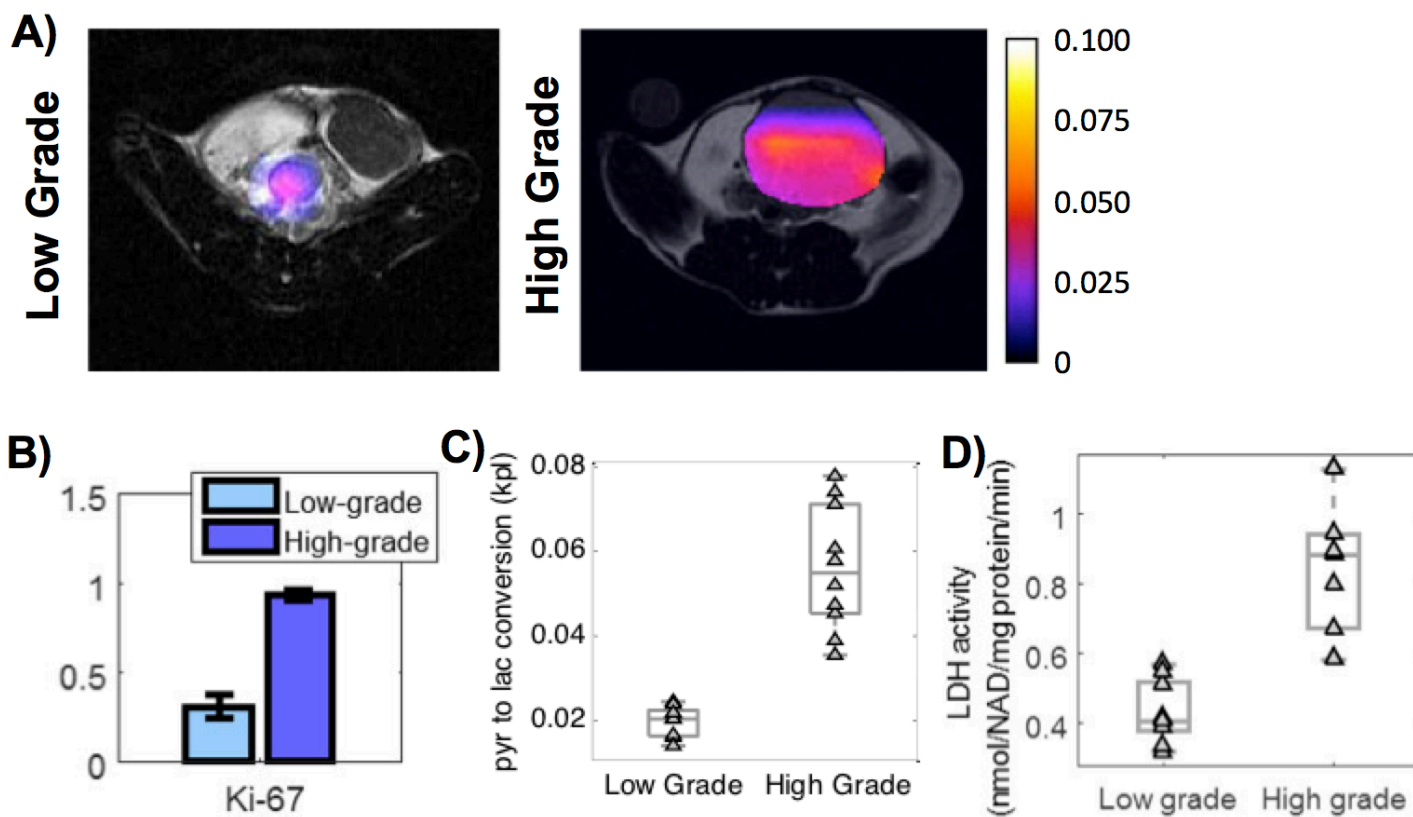 A)
Low Grade
High Grade
0.100
0.075
0.050
0.025
0
B)
1.5
1
0.5
0
Low-grade
High-grade
Ki-67
C)
pyr to lac conversion (kpl)
0.08
0.06
0.04
0.02
Low Grade
High Grade
D)
LDH activity
(nmol/NAD/mg protein/min)
1
0.8
0.6
0.4
Low grade
High grade